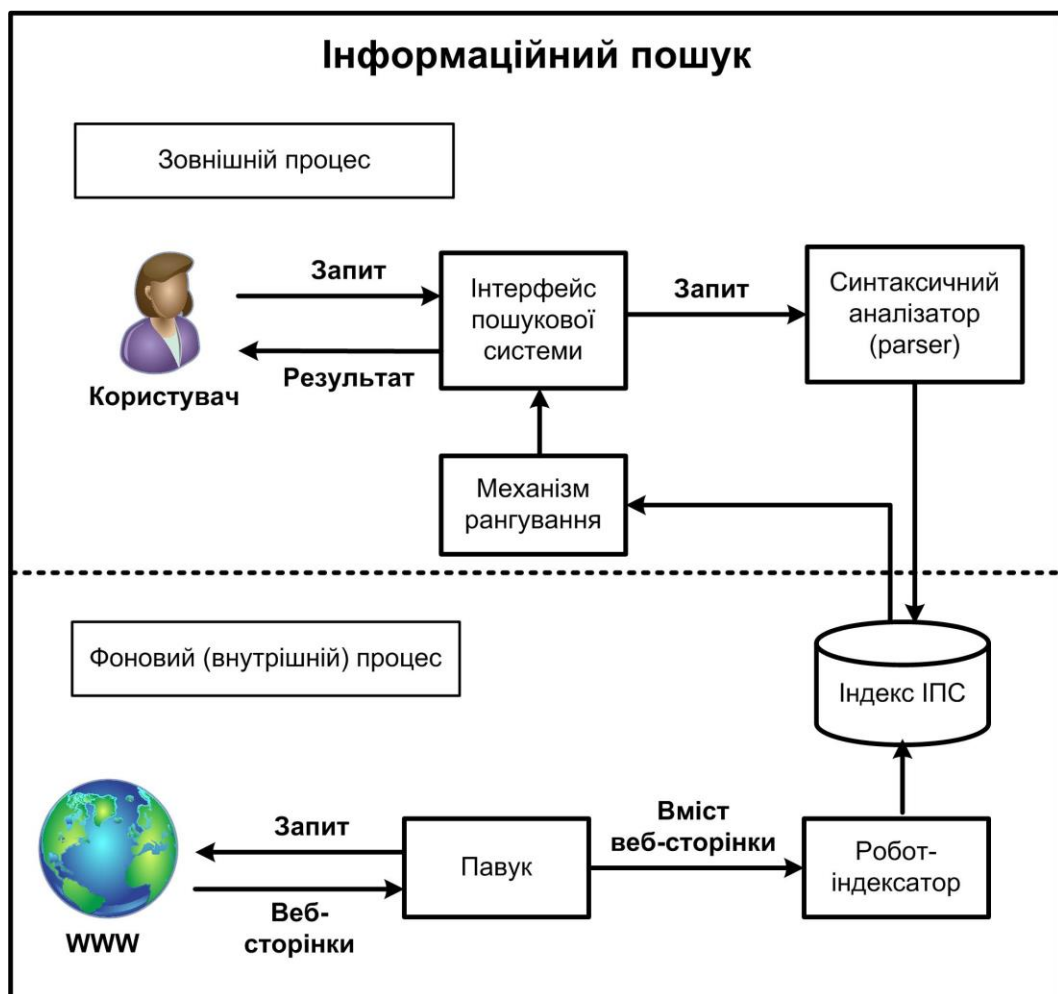 Інформаційний пошук
Зовнішній процес
Запит
Результат
Користувач
Інтерфейс
пошукової
системи
Запит
Синтаксичний
аналізатор
(parser)
Механізм
рангування
Фоновий (внутрішній) процес
Індекс ІПС
WWW
Запит
Веб-
сторінки
Павук
Вміст
веб-сторінки
Робот-
індексатор